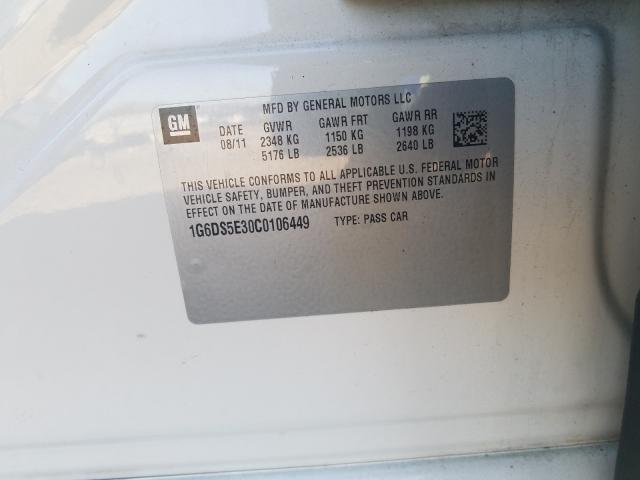 MFD BY GENERAL MOTORS LLC
GM
DATE GVWR GAWR FRT GAWR RR
08/11 2348 KG 1150 KG 1198 KG
5176 LB 2536 LB 2640 LB
THIS VEHICLE CONFORMS TO ALL APPLICABLE U.S. FEDERAL MOTOR
VEHICLE SAFETY, BUMPER, AND THEFT PREVENTION STANDARDS IN
EFFECT ON THE DATE OF MANUFACTURE SHOWN ABOVE.
1G6DS5E30C0106449 TYPE: PASS CAR